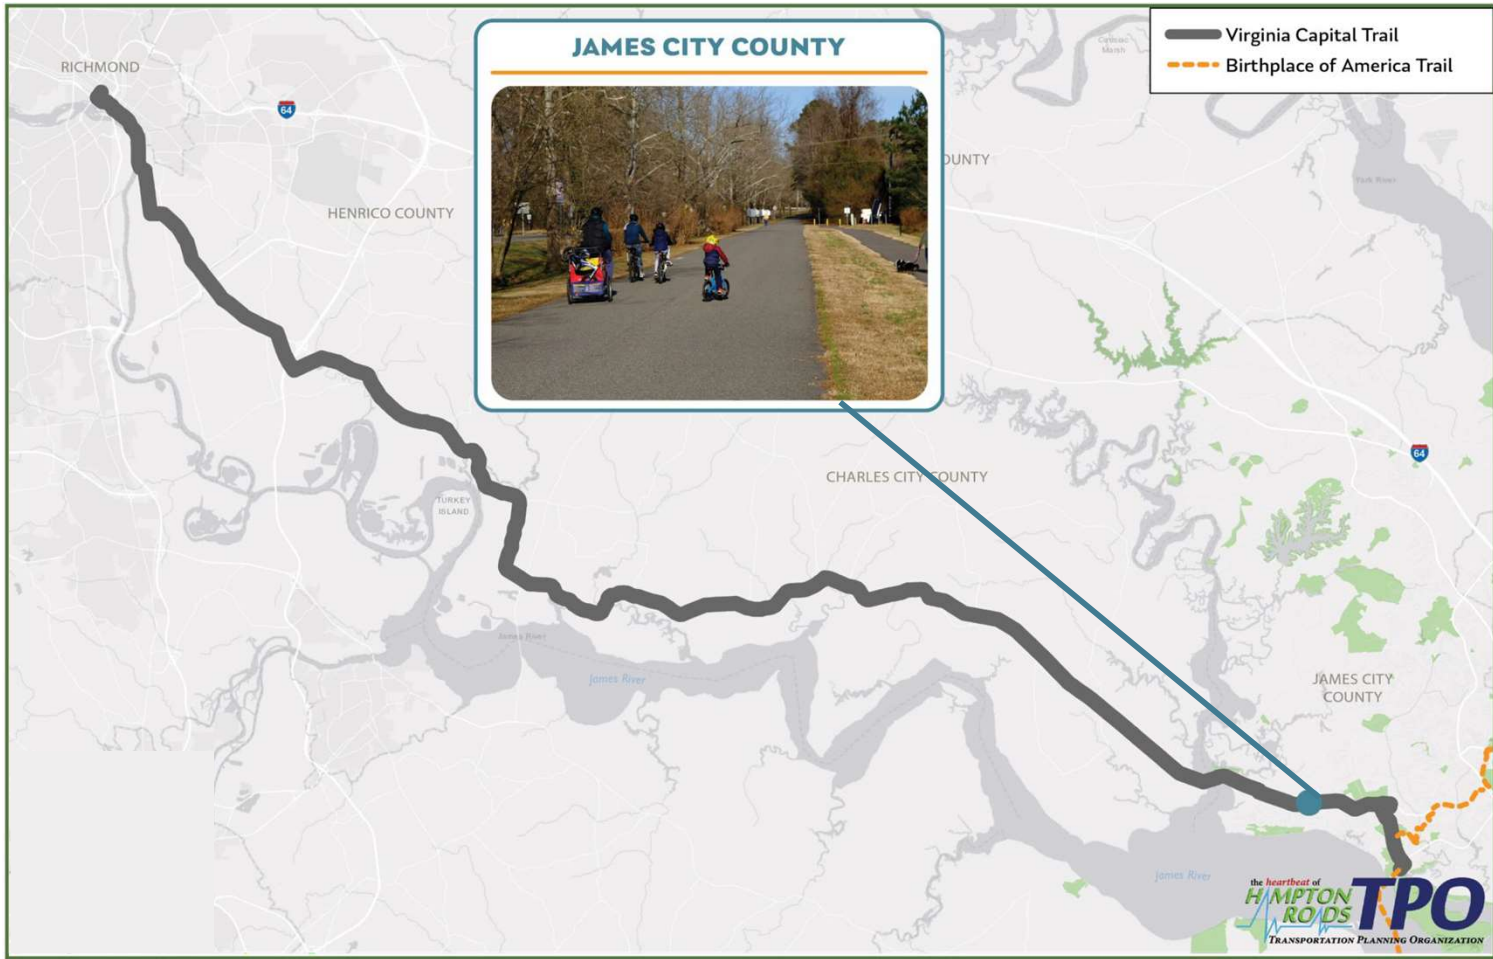 JAMES CITY COUNTY
Virginia Capital Trail
Birthplace of America Trail
RICHMOND
64
HENRICO COUNTY
OUNTY
York River
CHARLES CITY COUNTY
64
TURKEY
ISLAND
James River
James River
JAMES CITY
COUNTY
James River
the heartbeat of
HAMPTON
ROADS
TPO
TRANSPORTATION PLANNING ORGANIZATION